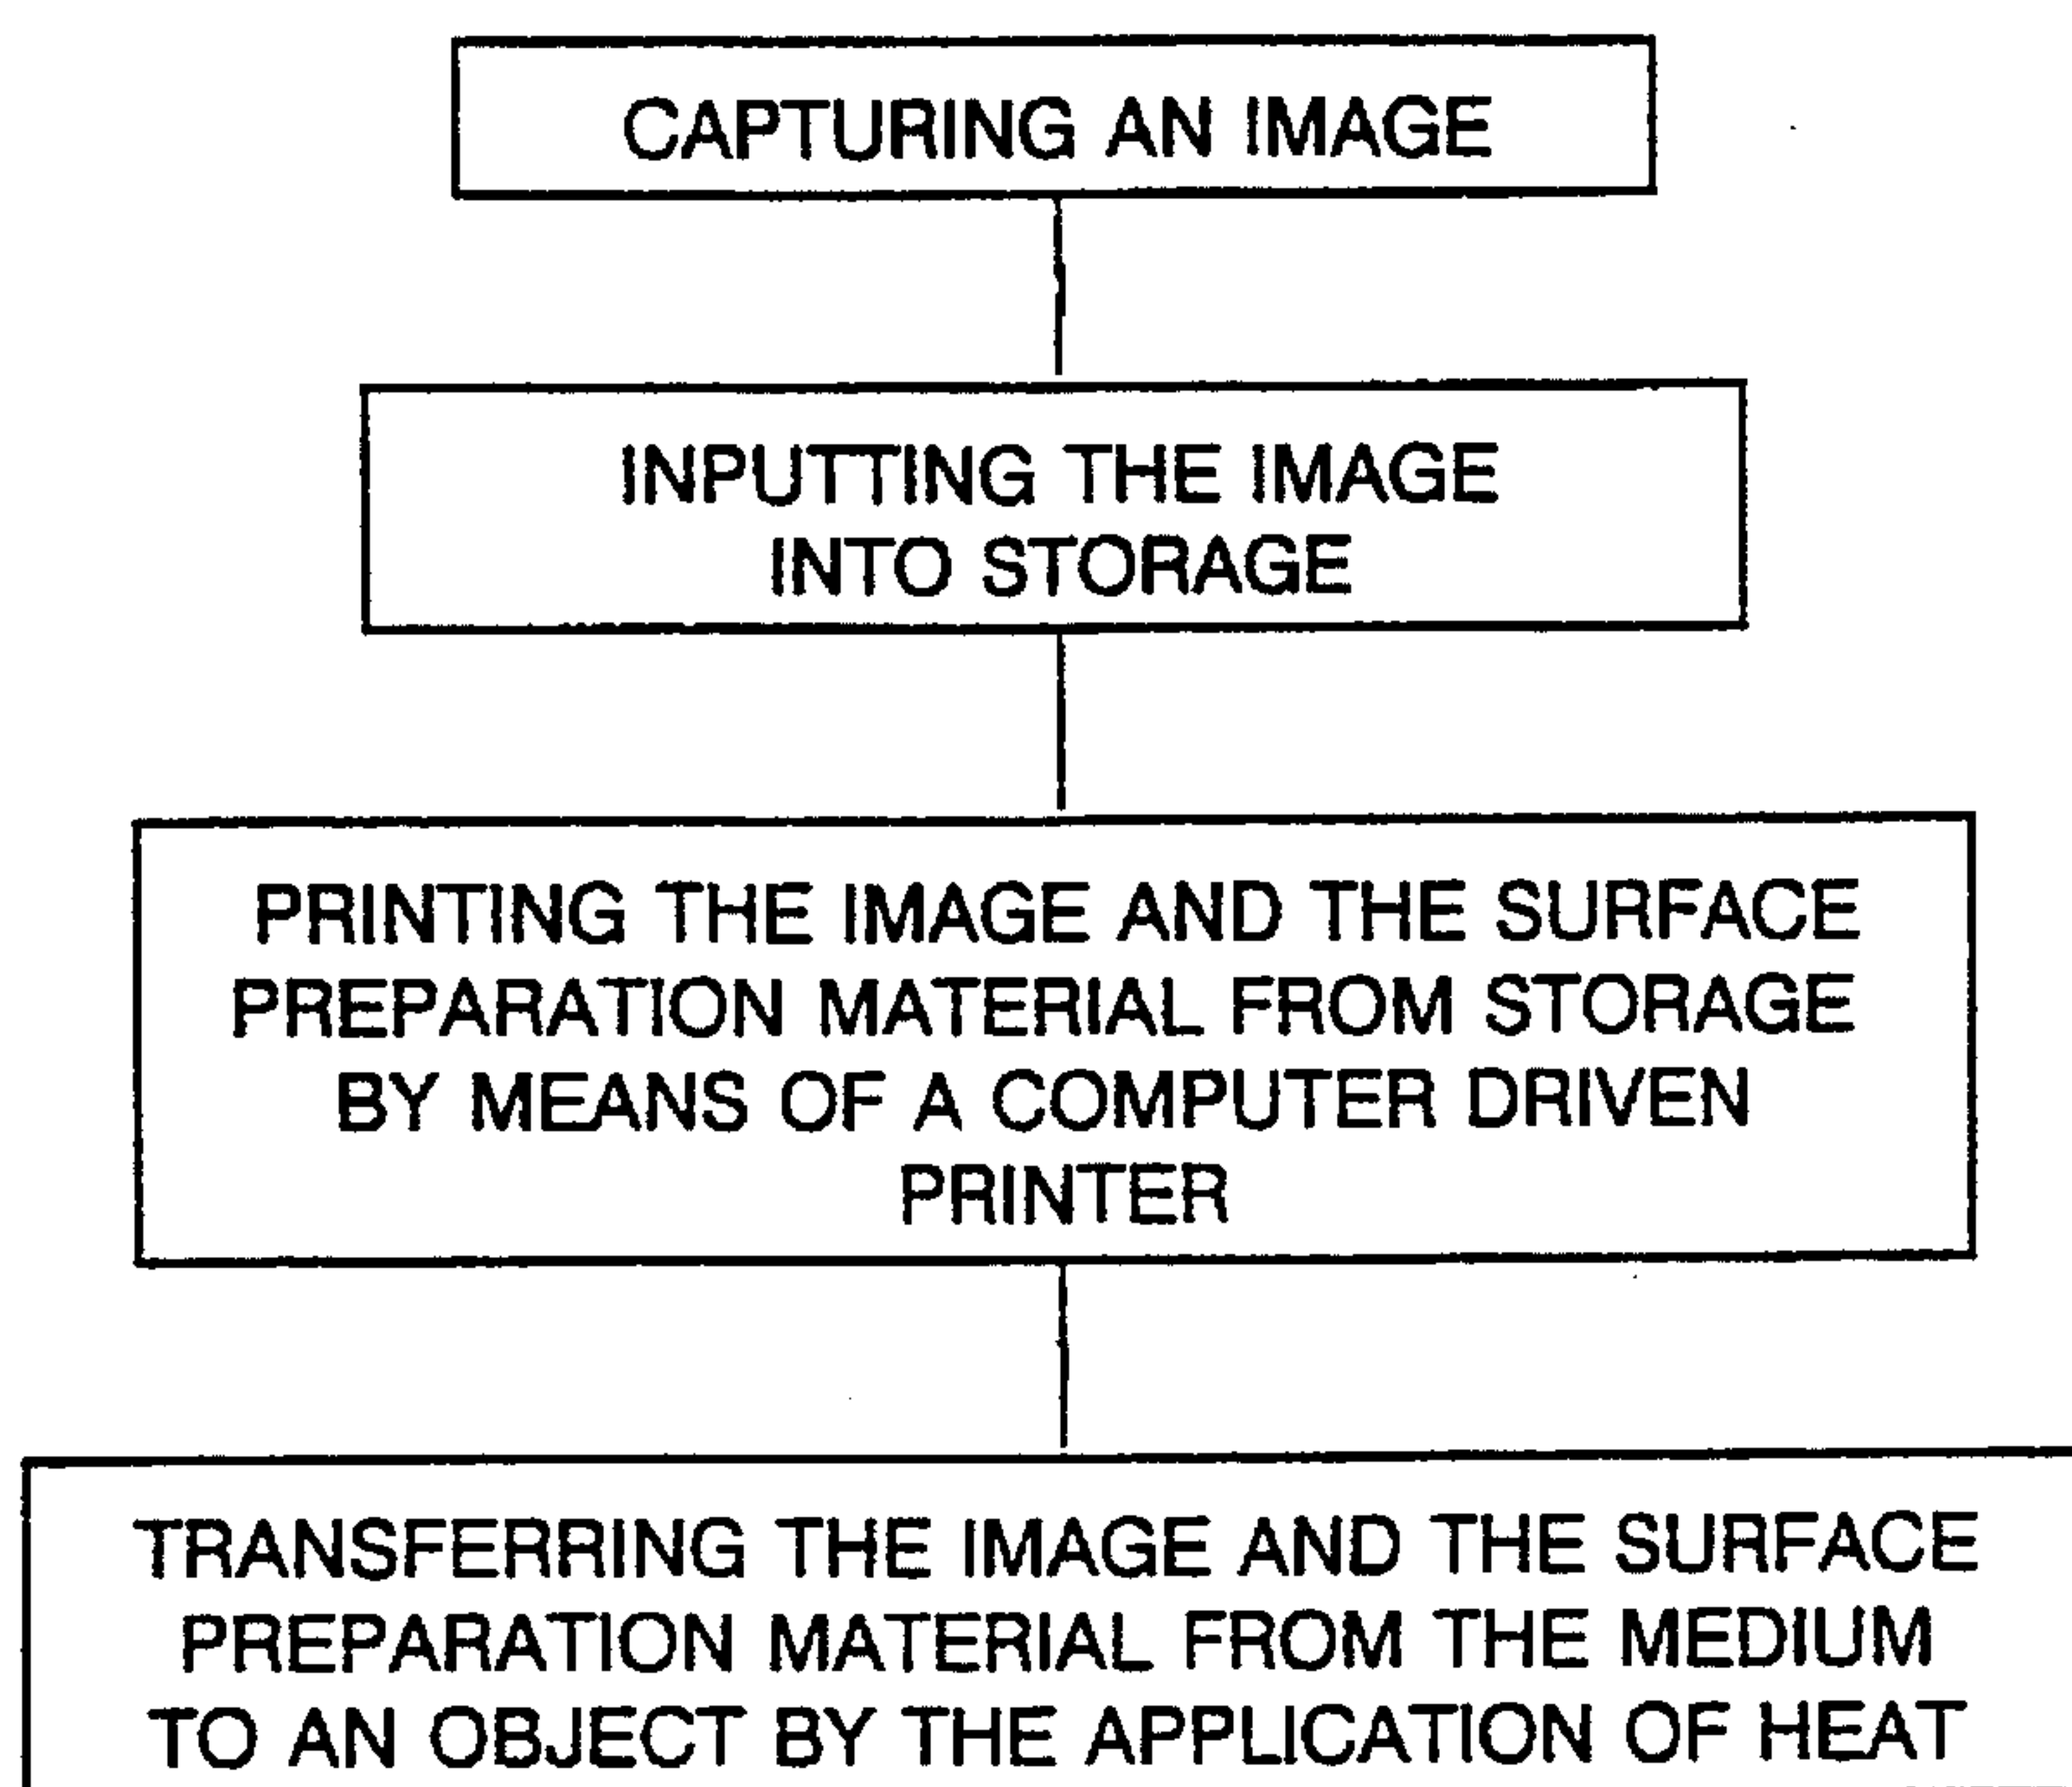 CAPTURING AN IMAGE
INPUTTING THE IMAGE
INTO STORAGE
PRINTING THE IMAGE AND THE SURFACE
PREPARATION MATERIAL FROM STORAGE
BY MEANS OF A COMPUTER DRIVEN
PRINTER
TRANSFERRING THE IMAGE AND THE SURFACE
PREPARATION MATERIAL FROM THE MEDIUM
TO AN OBJECT BY THE APPLICATION OF HEAT